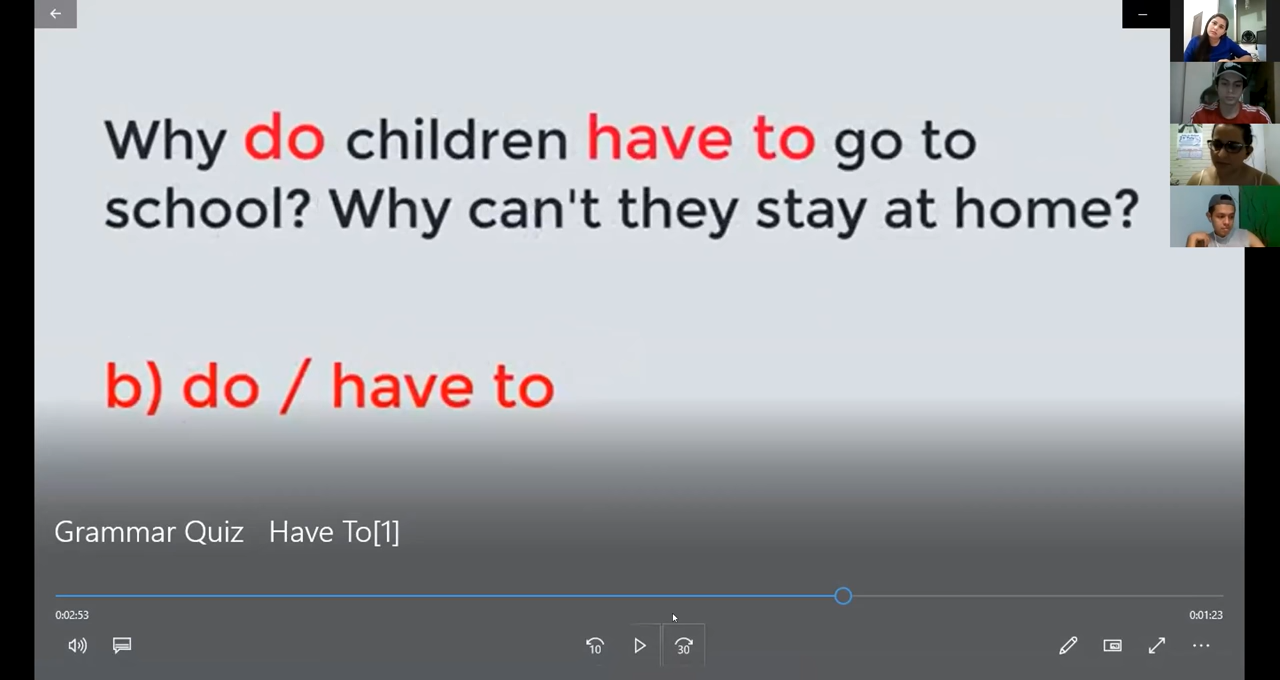 Why do children have to go to
school? Why can't they stay at home?
b) do / have to
Grammar Quiz   Have To[1]
0:02:53
0:01:23
10
30